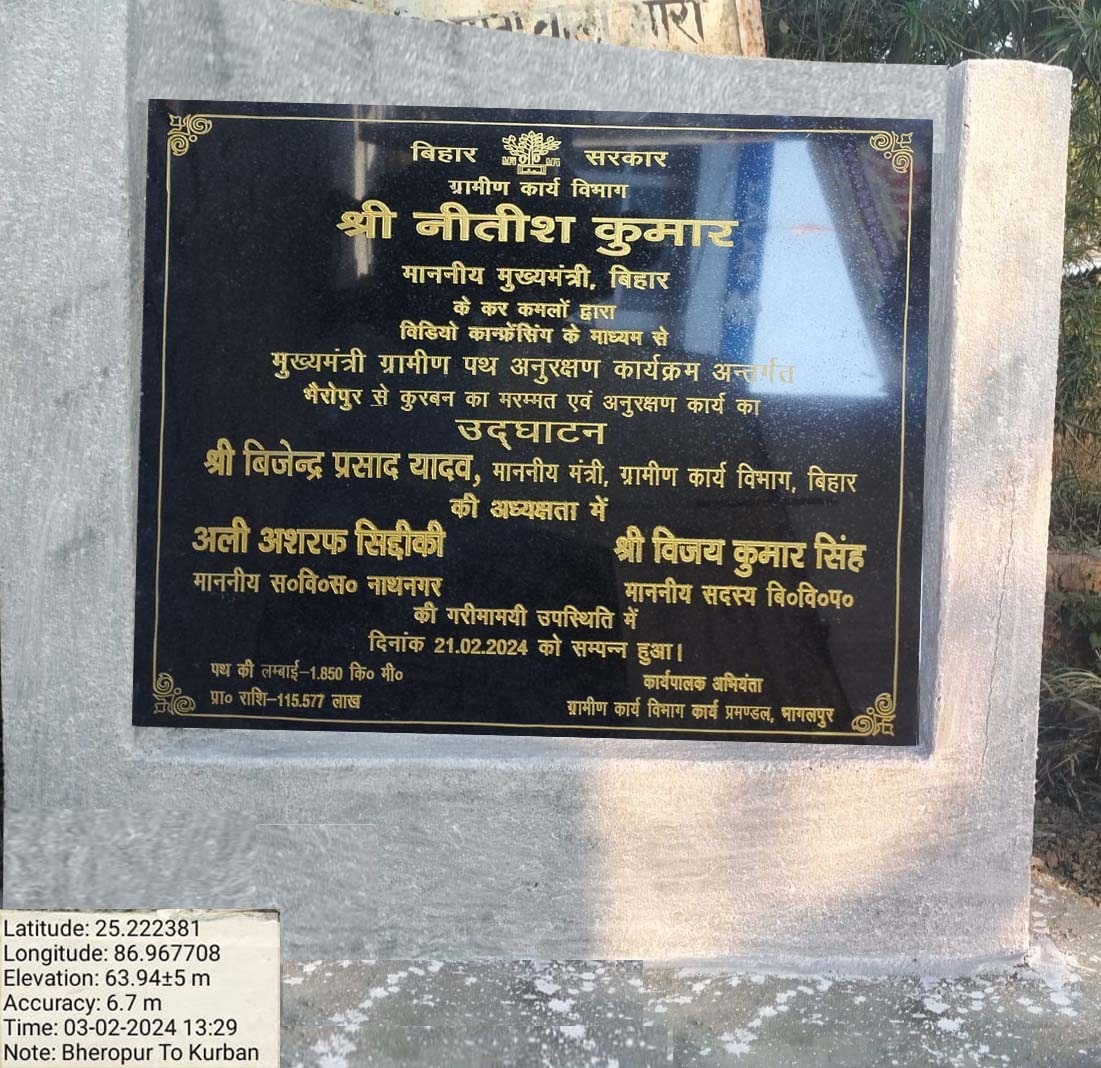 आरा
बिहार सरकार
ग्रामीण कार्य विभाग
श्री नीतीश कुमार
माननीय मुख्यमंत्री, बिहार
के कर कमलों द्वारा
विडियो कान्फ्रेंसिंग के माध्यम से
मुख्यमंत्री ग्रामीण पथ अनुरक्षण कार्यक्रम अन्तर्गत
भैरोपुर से कुरबन का मरम्मत एवं अनुरक्षण कार्य का
उद्घाटन
श्री बिजेन्द्र प्रसाद यादव, माननीय मंत्री, ग्रामीण कार्य विभाग, बिहार
की अध्यक्षता में
अली अशरफ सिद्दीकी श्री विजय कुमार सिंह
माननीय स०वि०स० नाथनगर माननीय सदस्य बि०वि०प०
की गरीमामयी उपस्थिति में
दिनांक 21.02.2024 को सम्पन्न हुआ।
पथ की लम्बाई-1.850 कि० मी० कार्यपालक अभियंता
प्रा० राशि-115.577 लाख ग्रामीण कार्य विभाग कार्य प्रमण्डल, भागलपुर
Latitude: 25.222381
Longitude: 86.967708
Elevation: 63.94±5 m
Accuracy: 6.7 m
Time: 03-02-2024 13:29
Note: Bheropur To Kurban